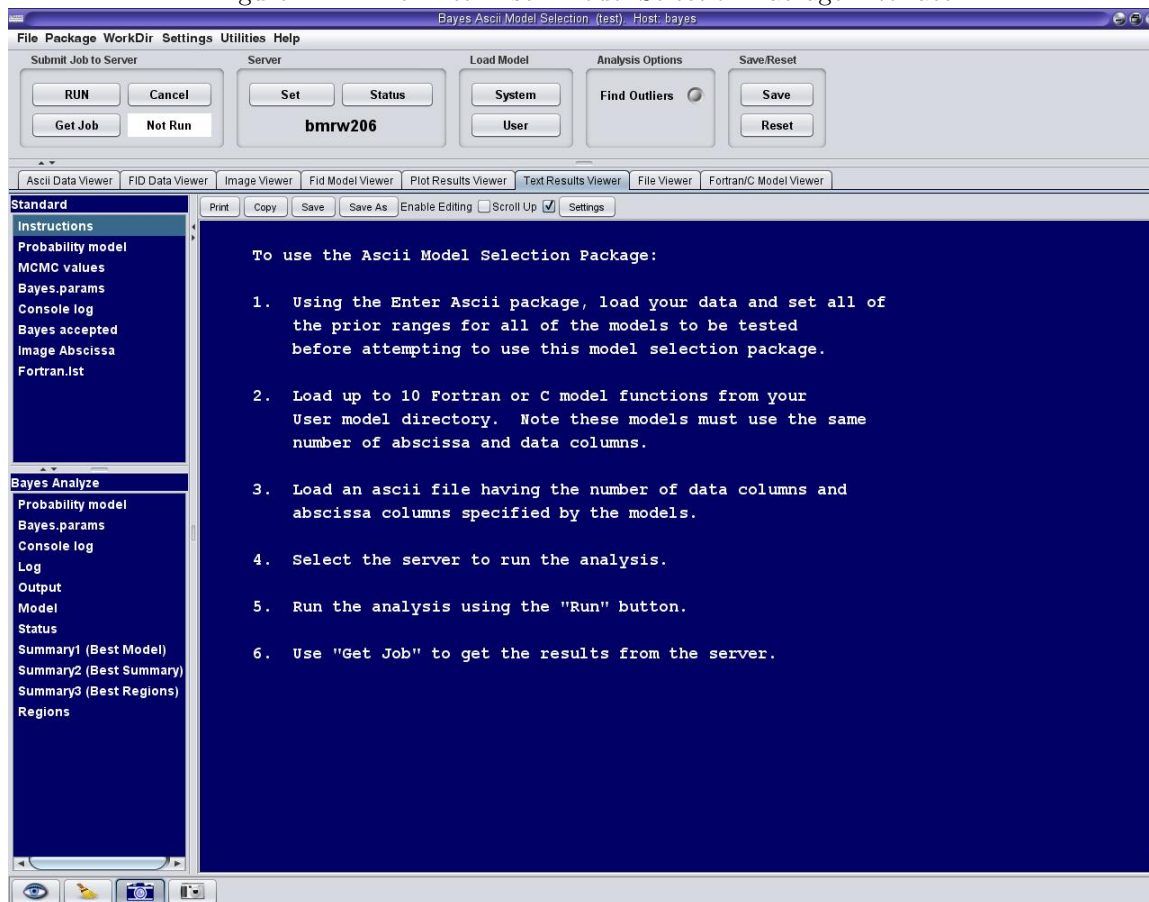 Bayes Ascii Model Selection (test). Host: bayes
File Package WorkDir Settings Utilities Help
Submit Job to Server Server Load Model Analysis Options Save/Reset
RUN Cancel Set Status System Find Outliers Save
Get Job Not Run bmrw206 User Reset
Ascii Data Viewer FID Data Viewer Image Viewer Fid Model Viewer Plot Results Viewer Text Results Viewer File Viewer Fortran/C Model Viewer
Standard
Print Copy Save Save As Enable Editing Scroll Up Settings
Instructions
Probability model
MCMC values
Bayes.params
Console log
Bayes accepted
Image Abscissa
Fortran.lst
Bayes Analyze
Probability model
Bayes.params
Console log
Log
Output
Model
Status
Summary1 (Best Model)
Summary2 (Best Summary)
Summary3 (Best Regions)
Regions
To use the Ascii Model Selection Package:
1. Using the Enter Ascii package, load your data and set all of
the prior ranges for all of the models to be tested
before attempting to use this model selection package.
2. Load up to 10 Fortran or C model functions from your
User model directory. Note these models must use the same
number of abscissa and data columns.
3. Load an ascii file having the number of data columns and
abscissa columns specified by the models.
4. Select the server to run the analysis.
5. Run the analysis using the "Run" button.
6. Use "Get Job" to get the results from the server.